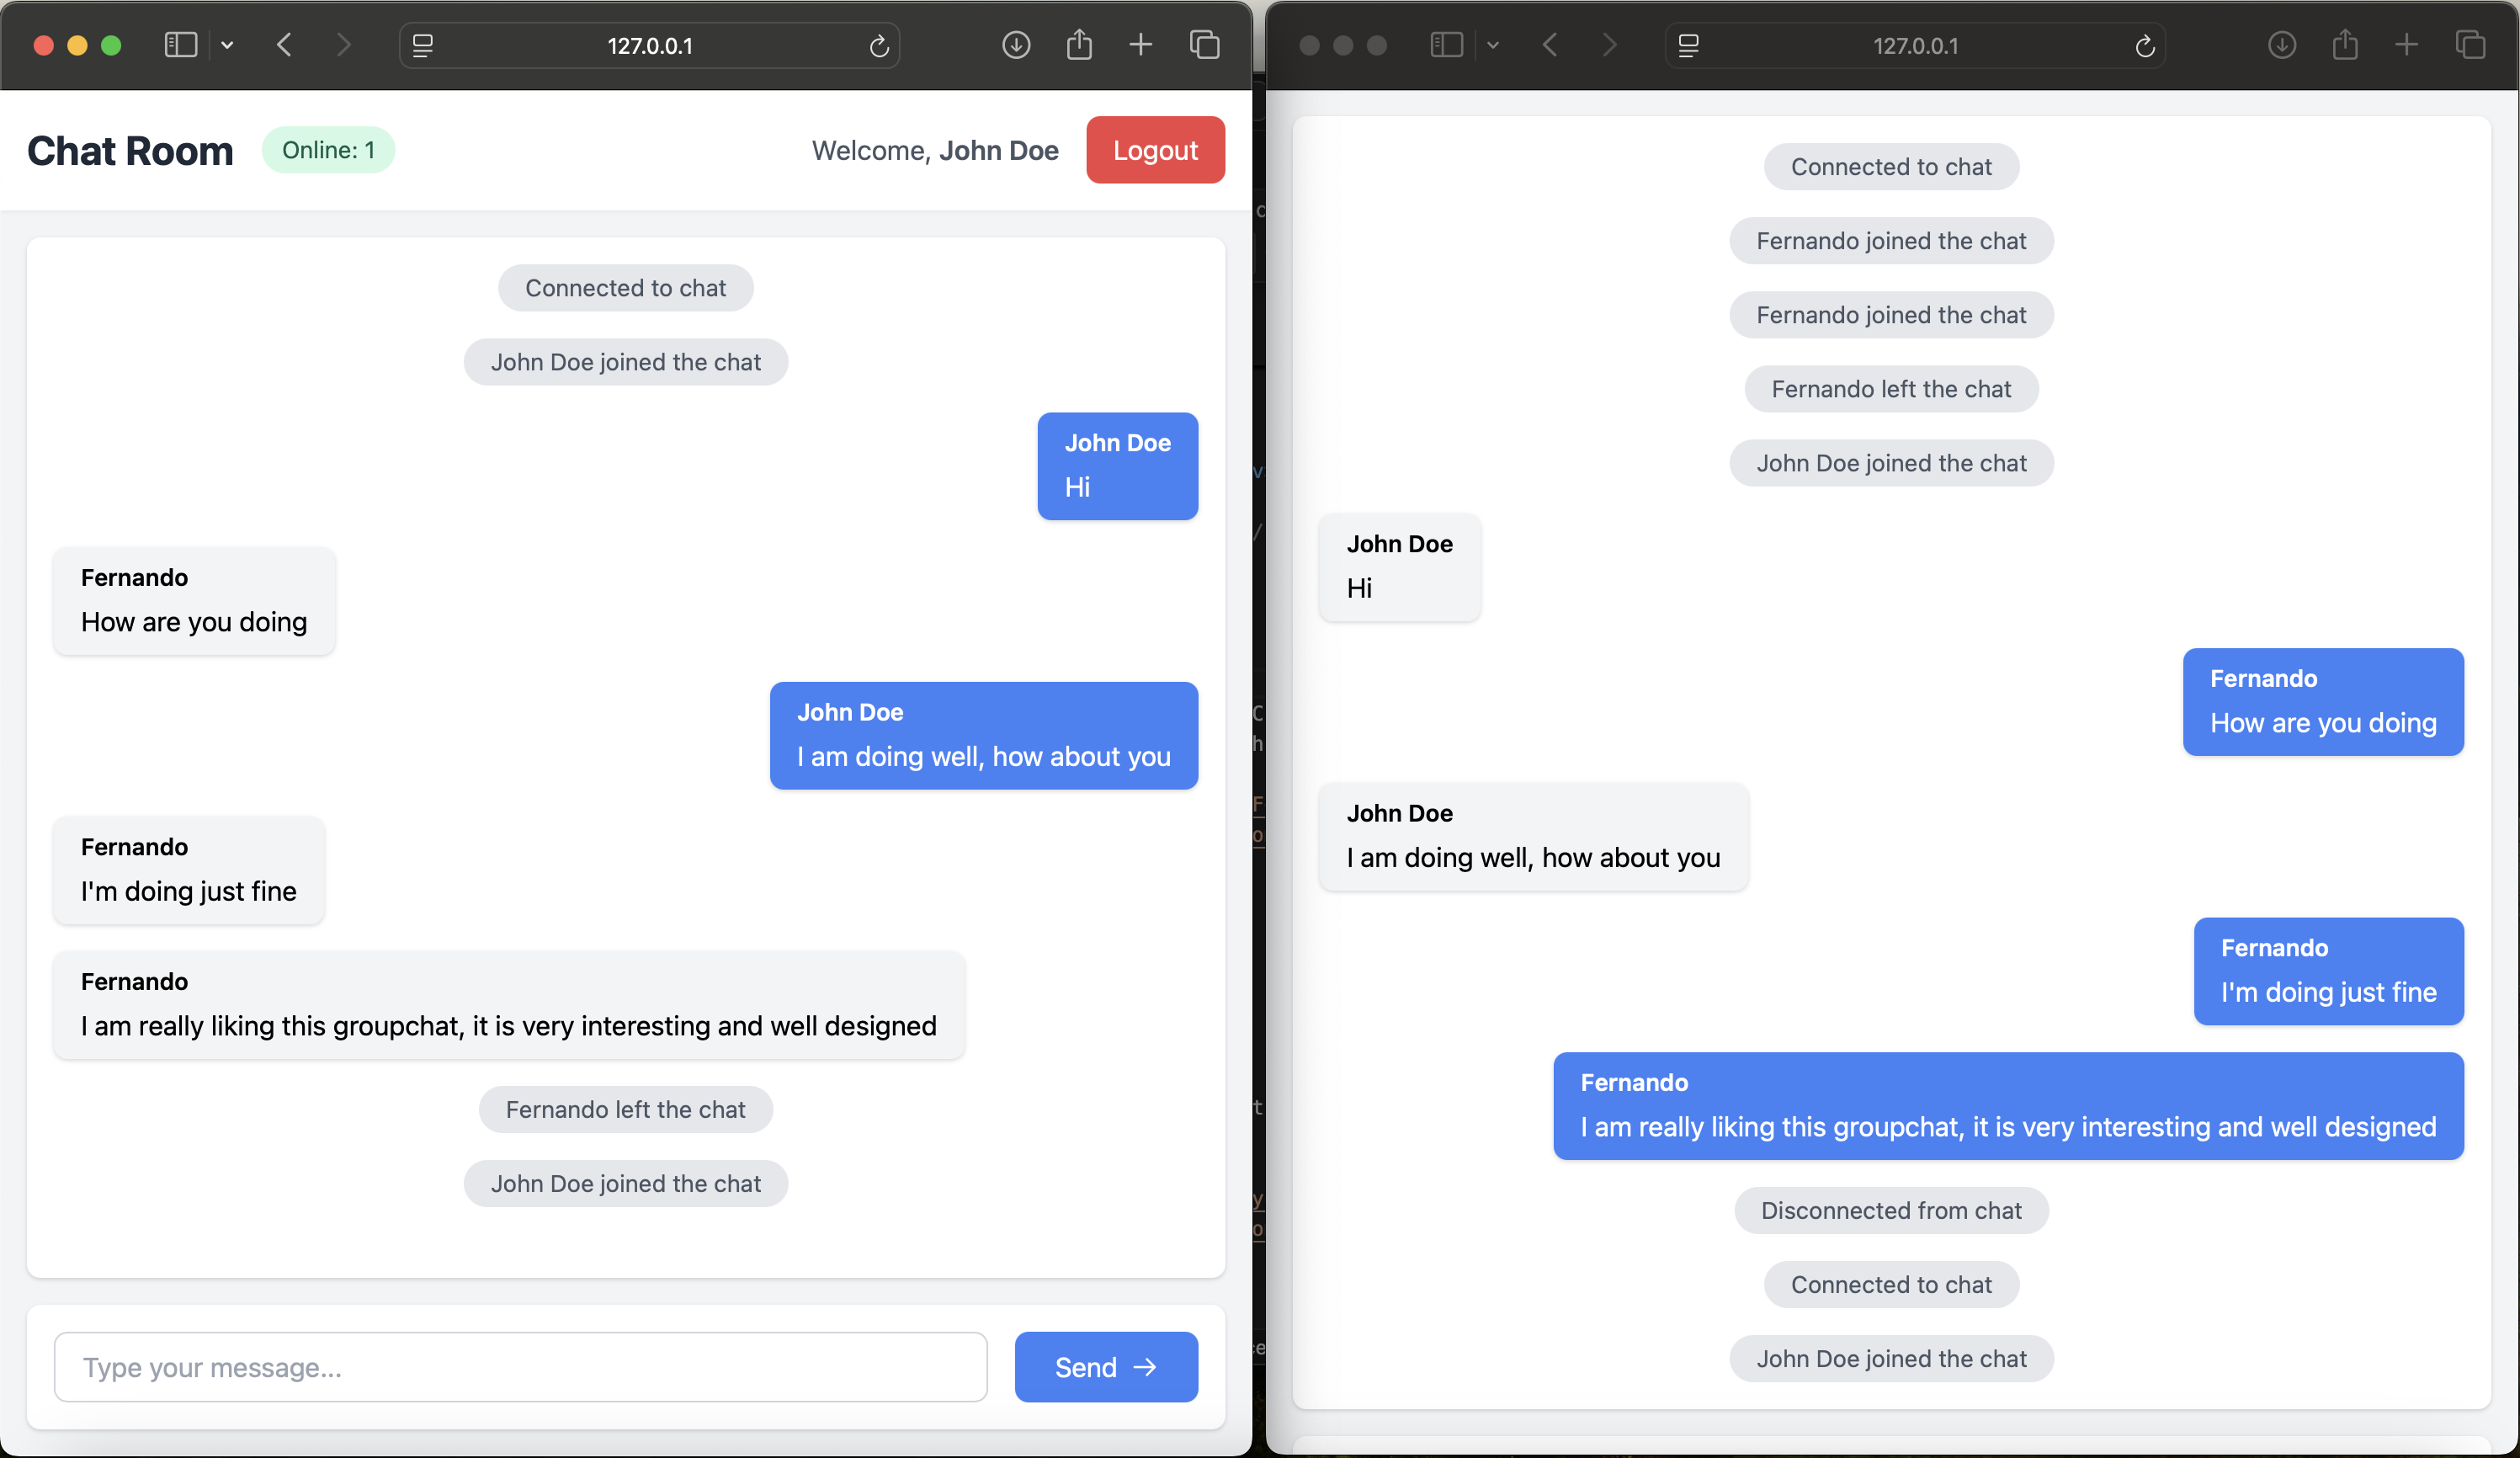 127.0.0.1
Chat Room
Online: 1
Welcome, John Doe
Logout
Connected to chat
John Doe joined the chat
John Doe
Hi
Fernando
How are you doing
John Doe
I am doing well, how about you
Fernando
I'm doing just fine
Fernando
I am really liking this groupchat, it is very interesting and well designed
Fernando left the chat
John Doe joined the chat
Type your message...
Send →
127.0.0.1
Connected to chat
Fernando joined the chat
Fernando joined the chat
Fernando left the chat
John Doe joined the chat
John Doe
Hi
Fernando
How are you doing
John Doe
I am doing well, how about you
Fernando
I'm doing just fine
Fernando
I am really liking this groupchat, it is very interesting and well designed
Disconnected from chat
Connected to chat
John Doe joined the chat